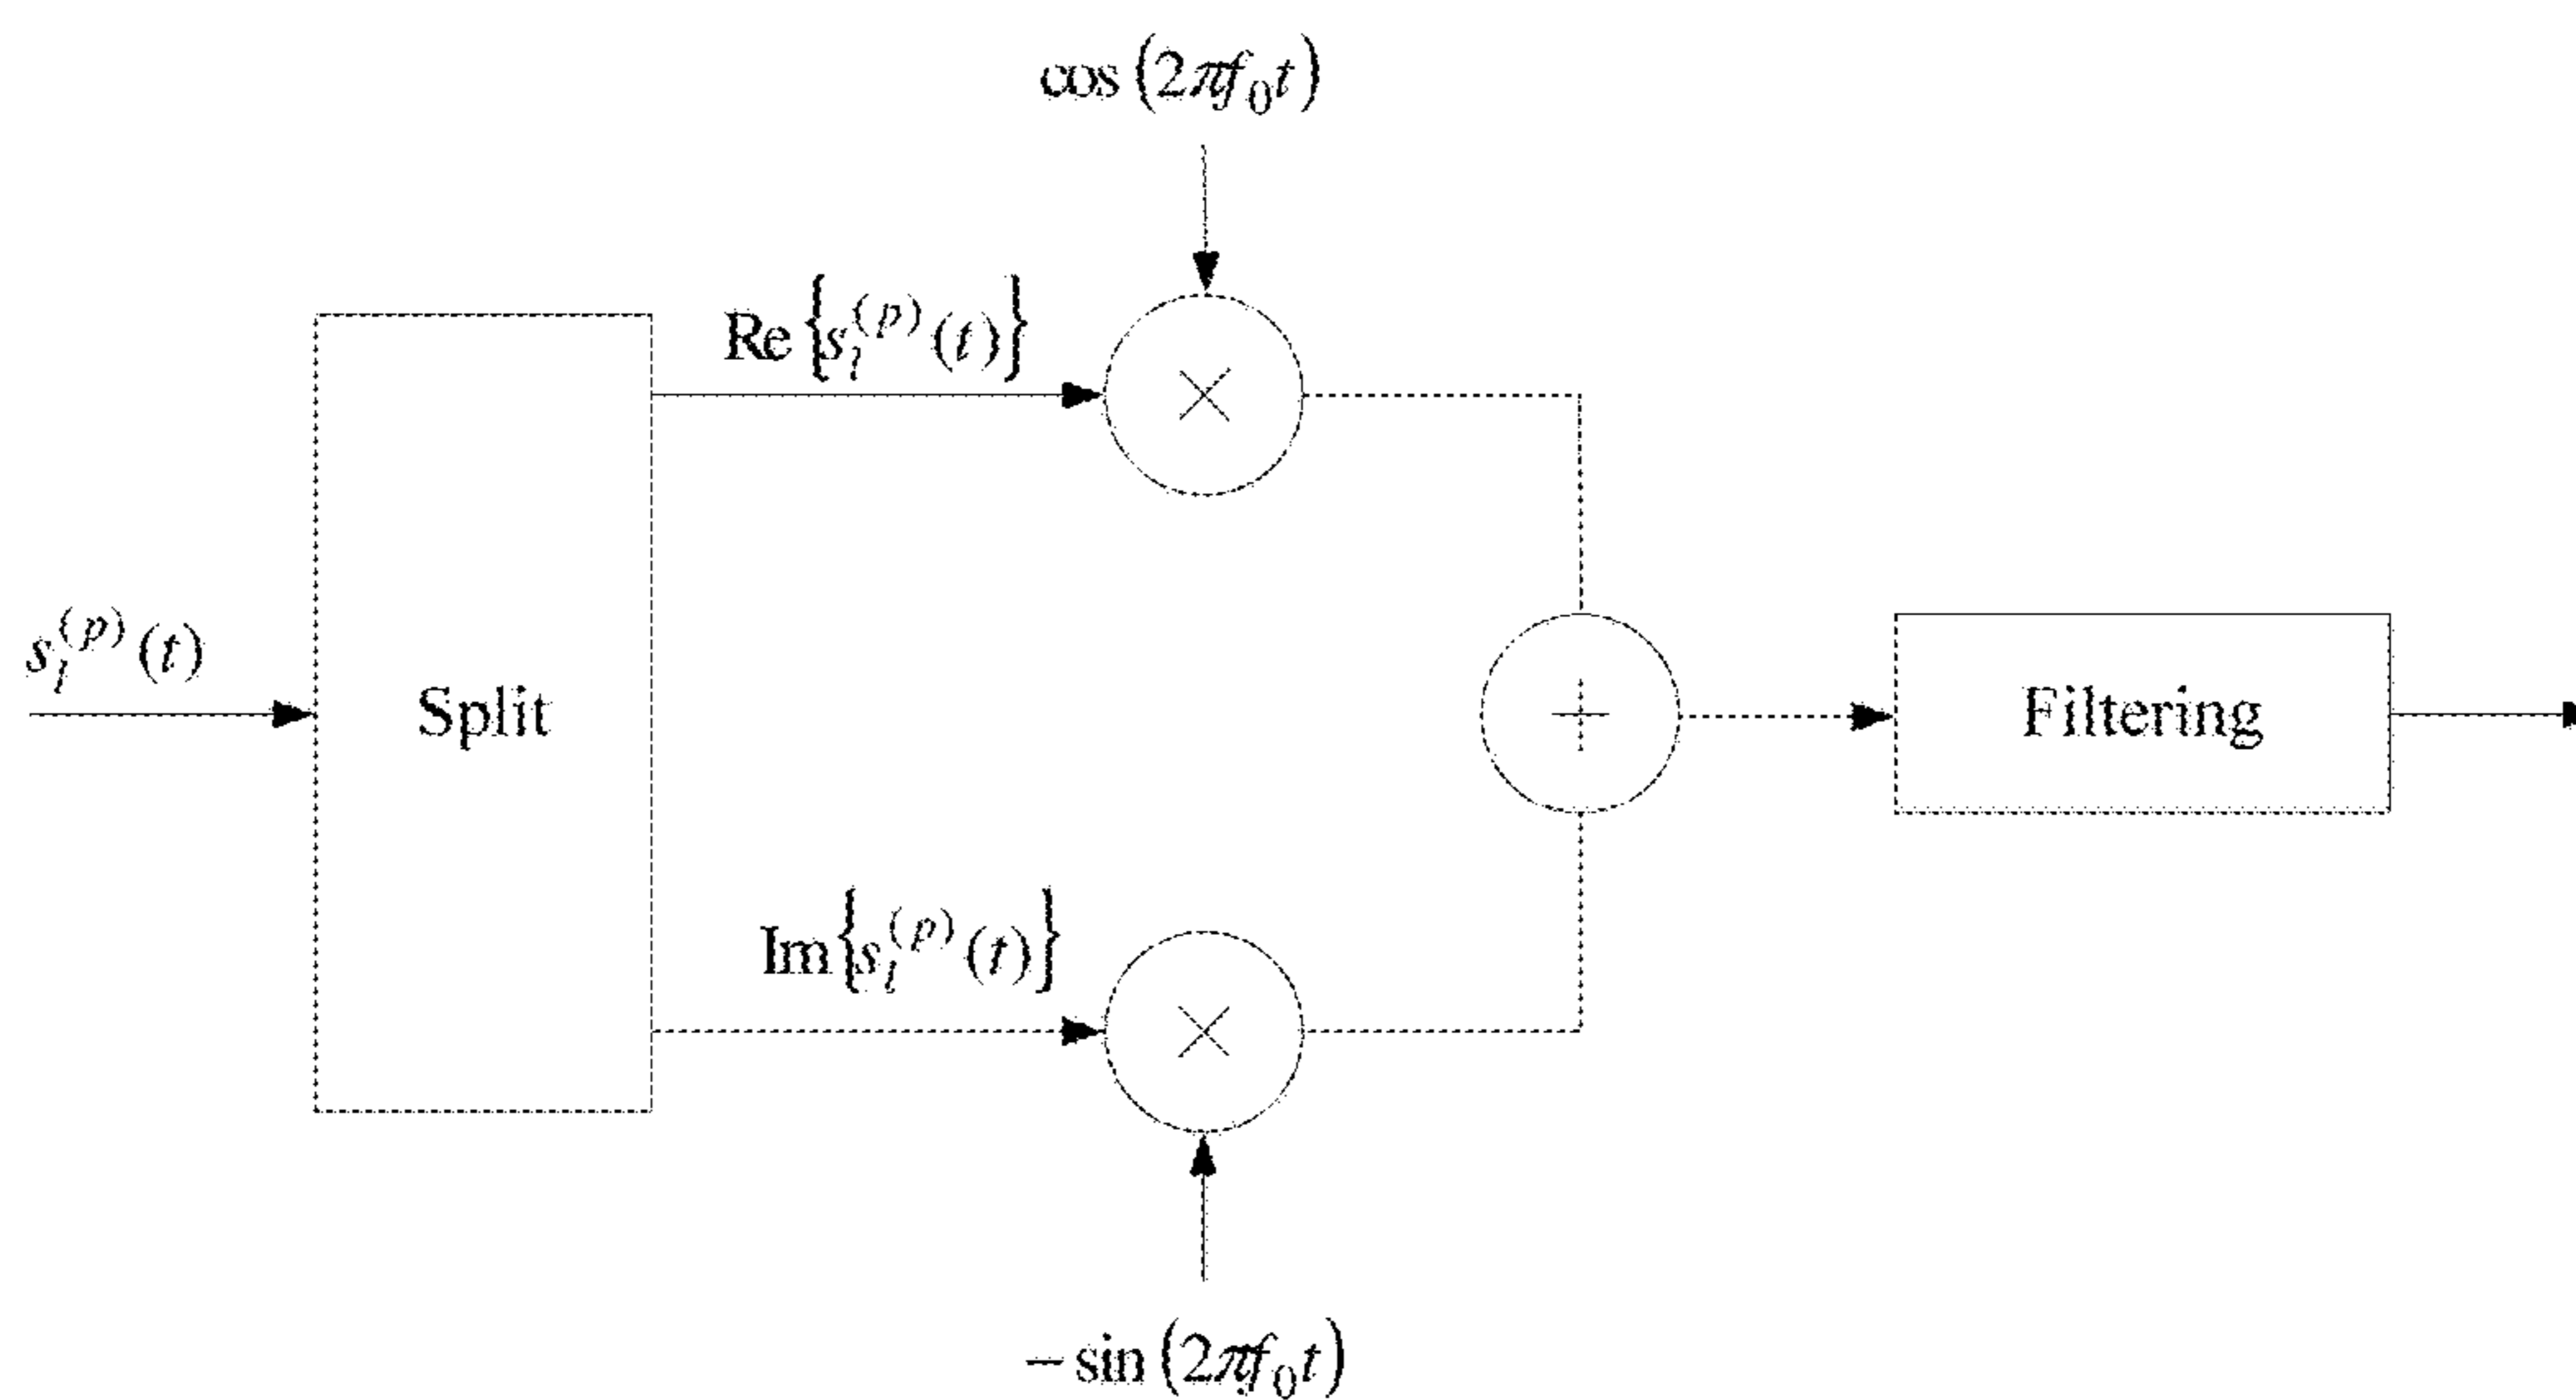 cos (2πf₀t)
Re {s_l^(p)(t)}
s_l^(p)(t)
Split
×
+
Filtering
Im {s_l^(p)(t)}
×
− sin (2πf₀t)